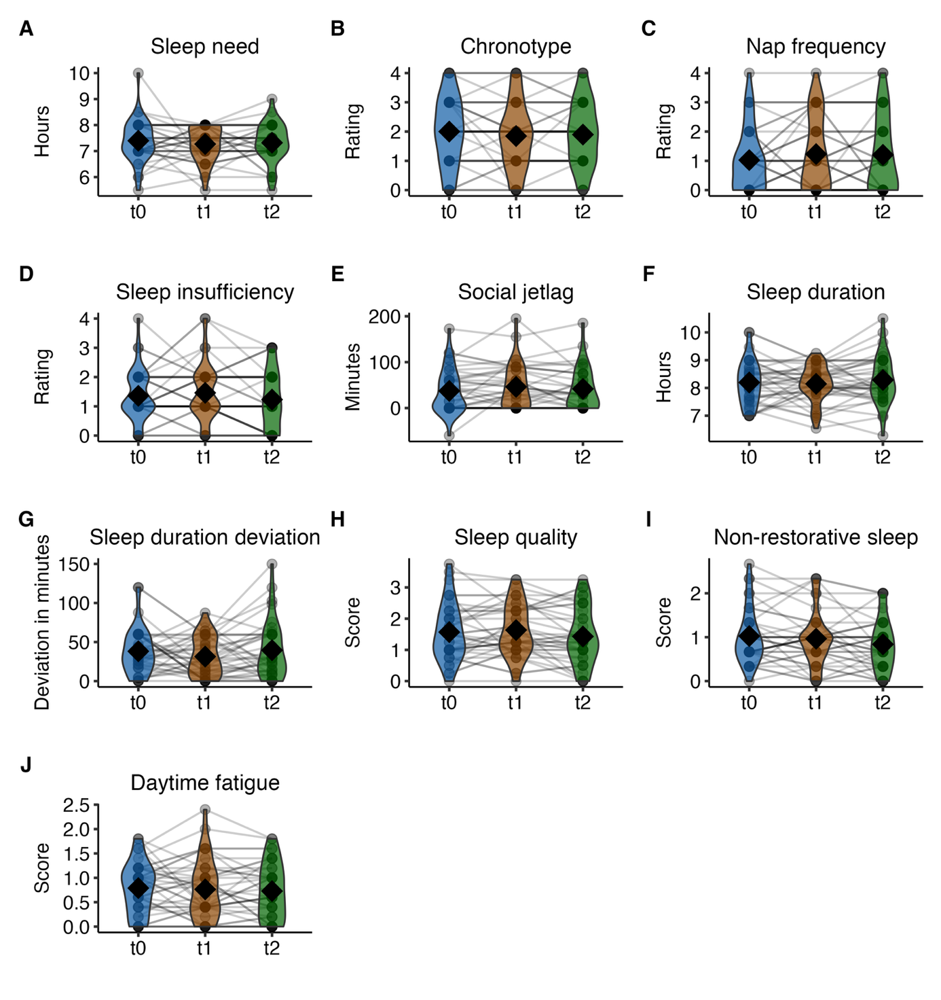 A
Sleep need
Hours
10
9
8
7
6
t0 t1 t2
B
Chronotype
Rating
4
3
2
1
0
t0 t1 t2
C
Nap frequency
Rating
4
3
2
1
0
t0 t1 t2
D
Sleep insufficiency
Rating
4
3
2
1
0
t0 t1 t2
E
Social jetlag
Minutes
200
100
0
t0 t1 t2
F
Sleep duration
Hours
10
9
8
7
t0 t1 t2
G
Sleep duration deviation
Deviation in minutes
150
100
50
0
t0 t1 t2
H
Sleep quality
Score
3
2
1
0
t0 t1 t2
I
Non-restorative sleep
Score
2
1
0
t0 t1 t2
J
Daytime fatigue
Score
2.5
2.0
1.5
1.0
0.5
0.0
t0 t1 t2